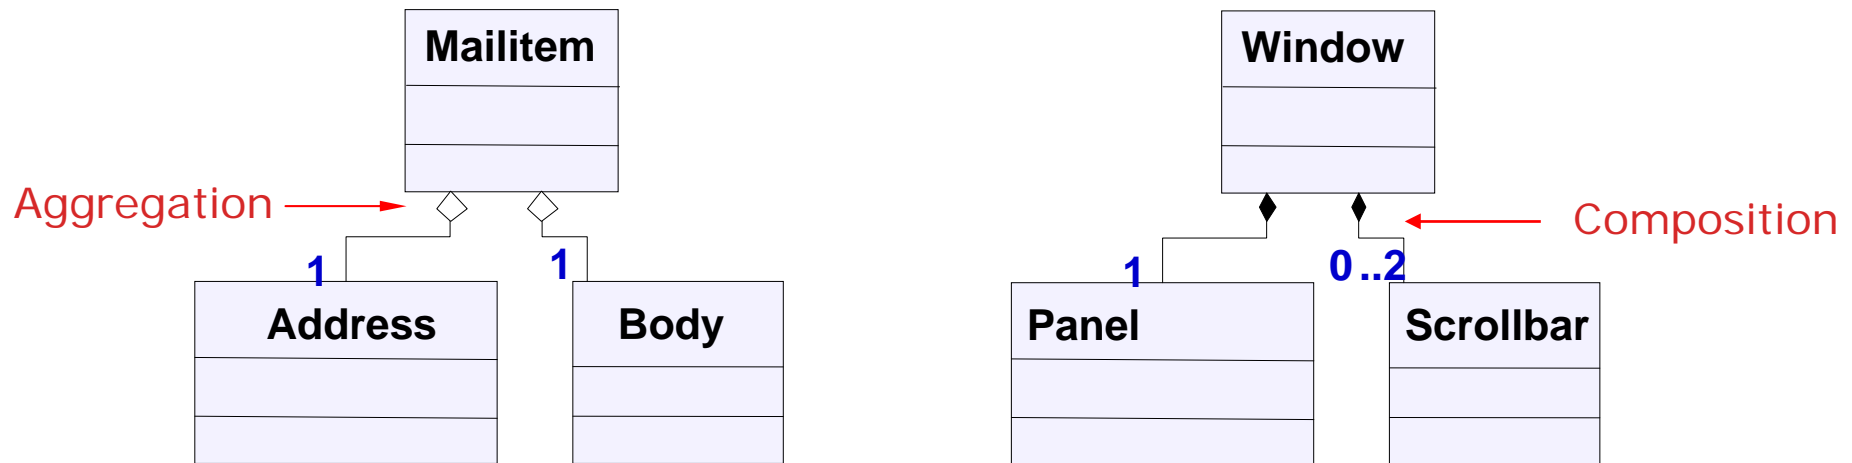 Mailitem
Window
Aggregation
Composition
1
1
1
0..2
Address
Body
Panel
Scrollbar